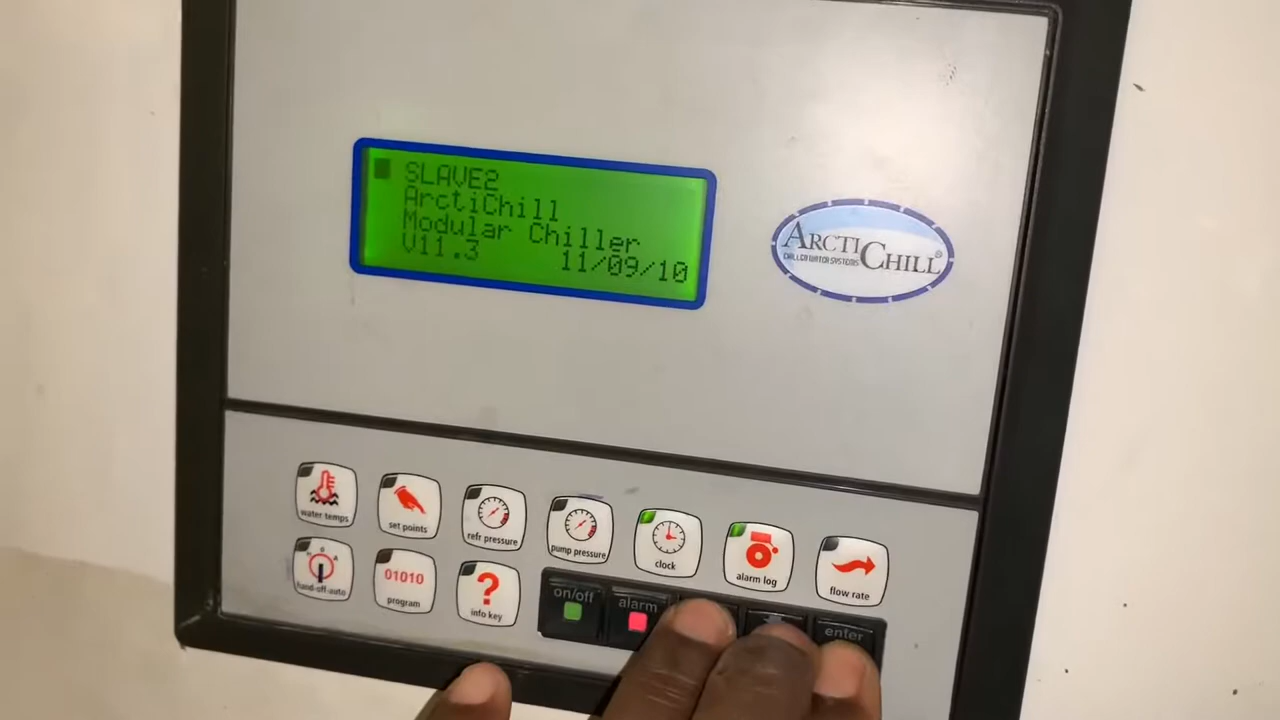 SLAVE2
ArctiChill
Modular Chiller
V11.3 11/09/10
ARCTICHILL®
CHILLED WATER SYSTEMS
water temps
set points
refr pressure
pump pressure
clock
alarm log
flow rate
hand-off-auto
01010
program
?
info key
on/off
alarm
enter